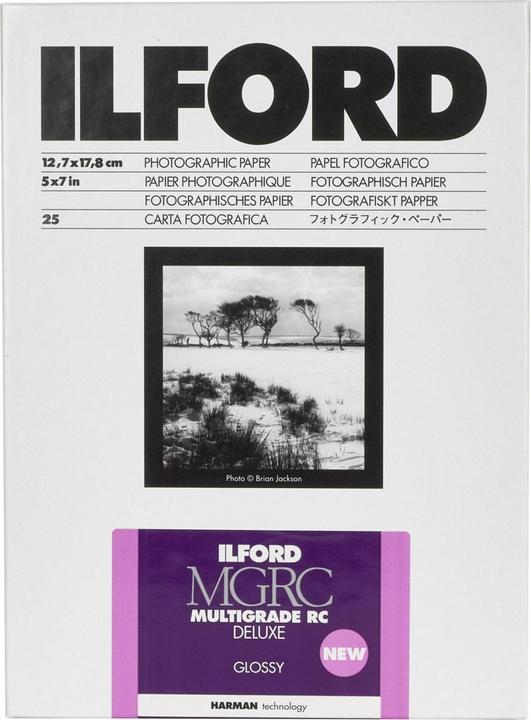 ILFORD
12,7x17,8 cm PHOTOGRAPHIC PAPER PAPEL FOTOGRAFICO
5x7 in PAPIER PHOTOGRAPHIQUE FOTOGRAPHISCH PAPIER
FOTOGRAPHISCHES PAPIER FOTOGRAFISKT PAPPER
25 CARTA FOTOGRAFICA フォトグラフィック・ペーパー
Photo © Brian Jackson
ILFORD
MGRC
MULTIGRADE RC
DELUXE
GLOSSY
NEW
HARMAN technology